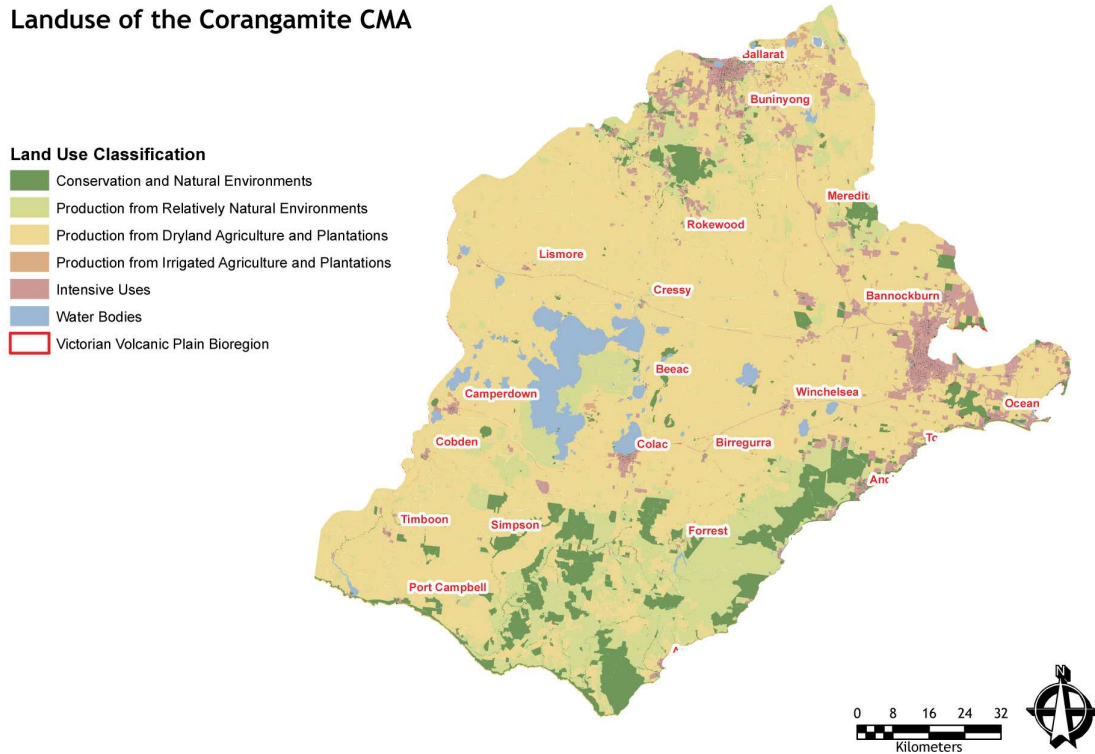 Landuse of the Corangamite CMA
Ballarat
Buninyong
Land Use Classification
Conservation and Natural Environments
Production from Relatively Natural Environments
Production from Dryland Agriculture and Plantations
Production from Irrigated Agriculture and Plantations
Intensive Uses
Water Bodies
Victorian Volcanic Plain Bioregion
Meredit
Rokewood
Lismore
Cressy
Bannockburn
Beeac
Camperdown
Winchelsea
Ocean
Cobden
Colac
Birregurra
To
And
Timboon
Simpson
Forrest
Port Campbell
A
N
0 8 16 24 32
Kilometers